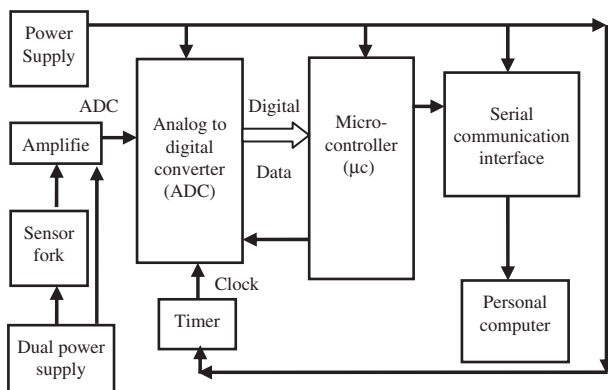 Power
Supply
ADC
Amplifie
Sensor
fork
Dual power
supply
Analog to
digital
converter
(ADC)
Digital
Data
Clock
Timer
Micro-
controller
(μc)
Serial
communication
interface
Personal
computer